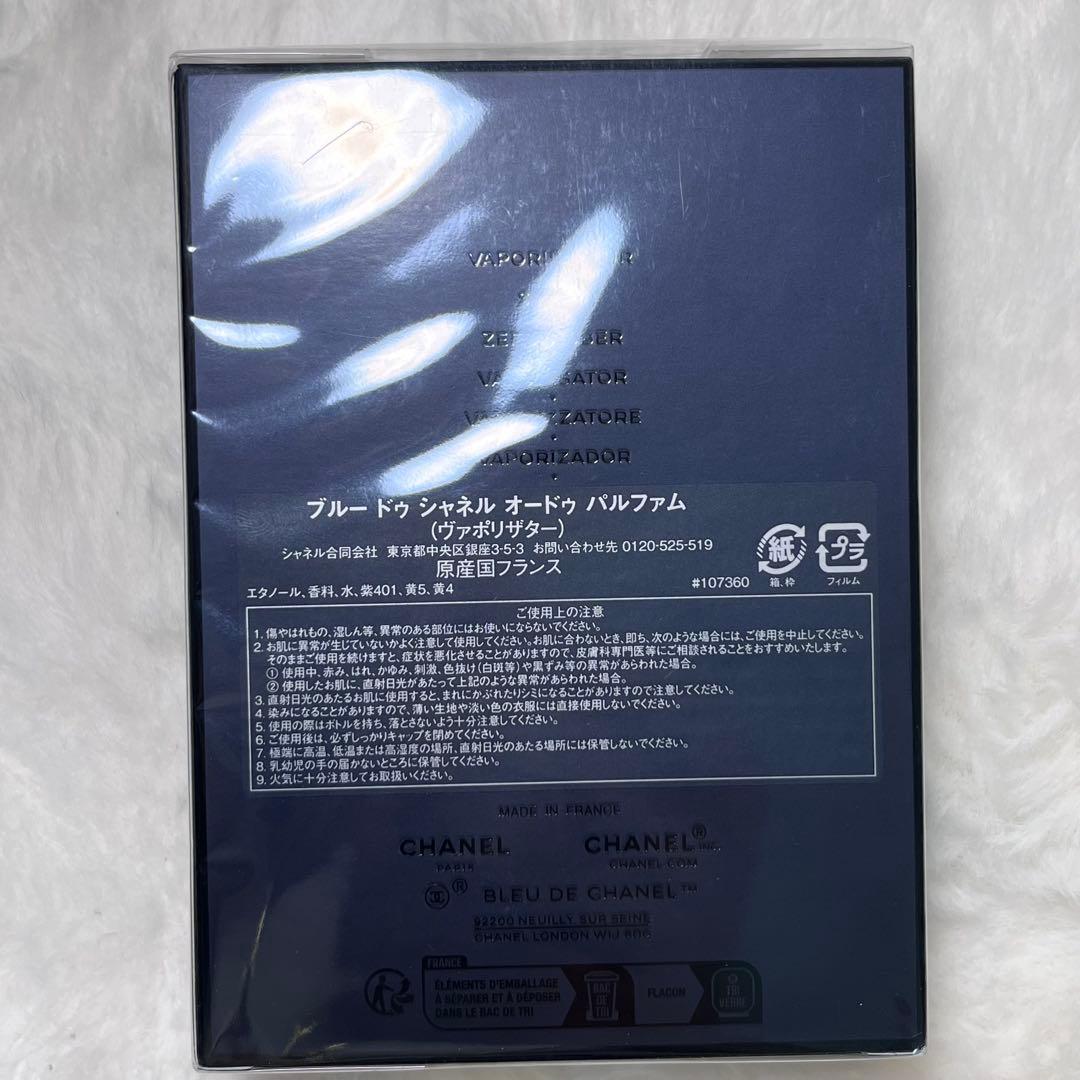 VAPORIZADOR
ブルー ドゥ シャネル オードゥ パルファム
(ヴァポリザター)
シャネル合同会社 東京都中央区銀座3-5-3 お問い合わせ先 0120-525-519
原産国フランス
エタノール、香料、水、紫401、黄5、黄4
#107360
紙
箱、枠
プラ
フィルム
ご使用上の注意
1. 傷やはれもの、湿しん等、異常のある部位にはお使いにならないでください。
2. お肌に異常が生じていないかよく注意して使用してください。お肌に合わないとき、即ち、次のような場合には、ご使用を中止してください。
そのままご使用を続けますと、症状を悪化させることがありますので、皮膚科専門医等にご相談されることをおすすめいたします。
① 使用中、赤み、はれ、かゆみ、刺激、色抜け(白斑等)や黒ずみ等の異常があらわれた場合。
② 使用したお肌に、直射日光があたって上記のような異常があらわれた場合。
3. 直射日光のあたるお肌に使用すると、まれにかぶれたりシミになることがありますので注意してください。
4. 染みになることがありますので、薄い生地や淡い色の衣服には直接使用しないでください。
5. 使用の際はボトルを持ち、落とさないよう十分注意してください。
6. ご使用後は、必ずしっかりキャップを閉めてください。
7. 極端に高温、低温または高湿度の場所、直射日光のあたる場所には保管しないでください。
8. 乳幼児の手の届かないところに保管してください。
9. 火気に十分注意してお取扱いください。
MADE IN FRANCE
CHANEL
PARIS
CHANEL® INC.
CHANEL.COM
® BLEU DE CHANEL™
92200 NEUILLY SUR SEINE
CHANEL LONDON W1J 6DG
FRANCE
ÉLÉMENTS D'EMBALLAGE
À SÉPARER ET À DÉPOSER
DANS LE BAC DE TRI
BAC
DE
TRI
FLACON
TRI
VERRE